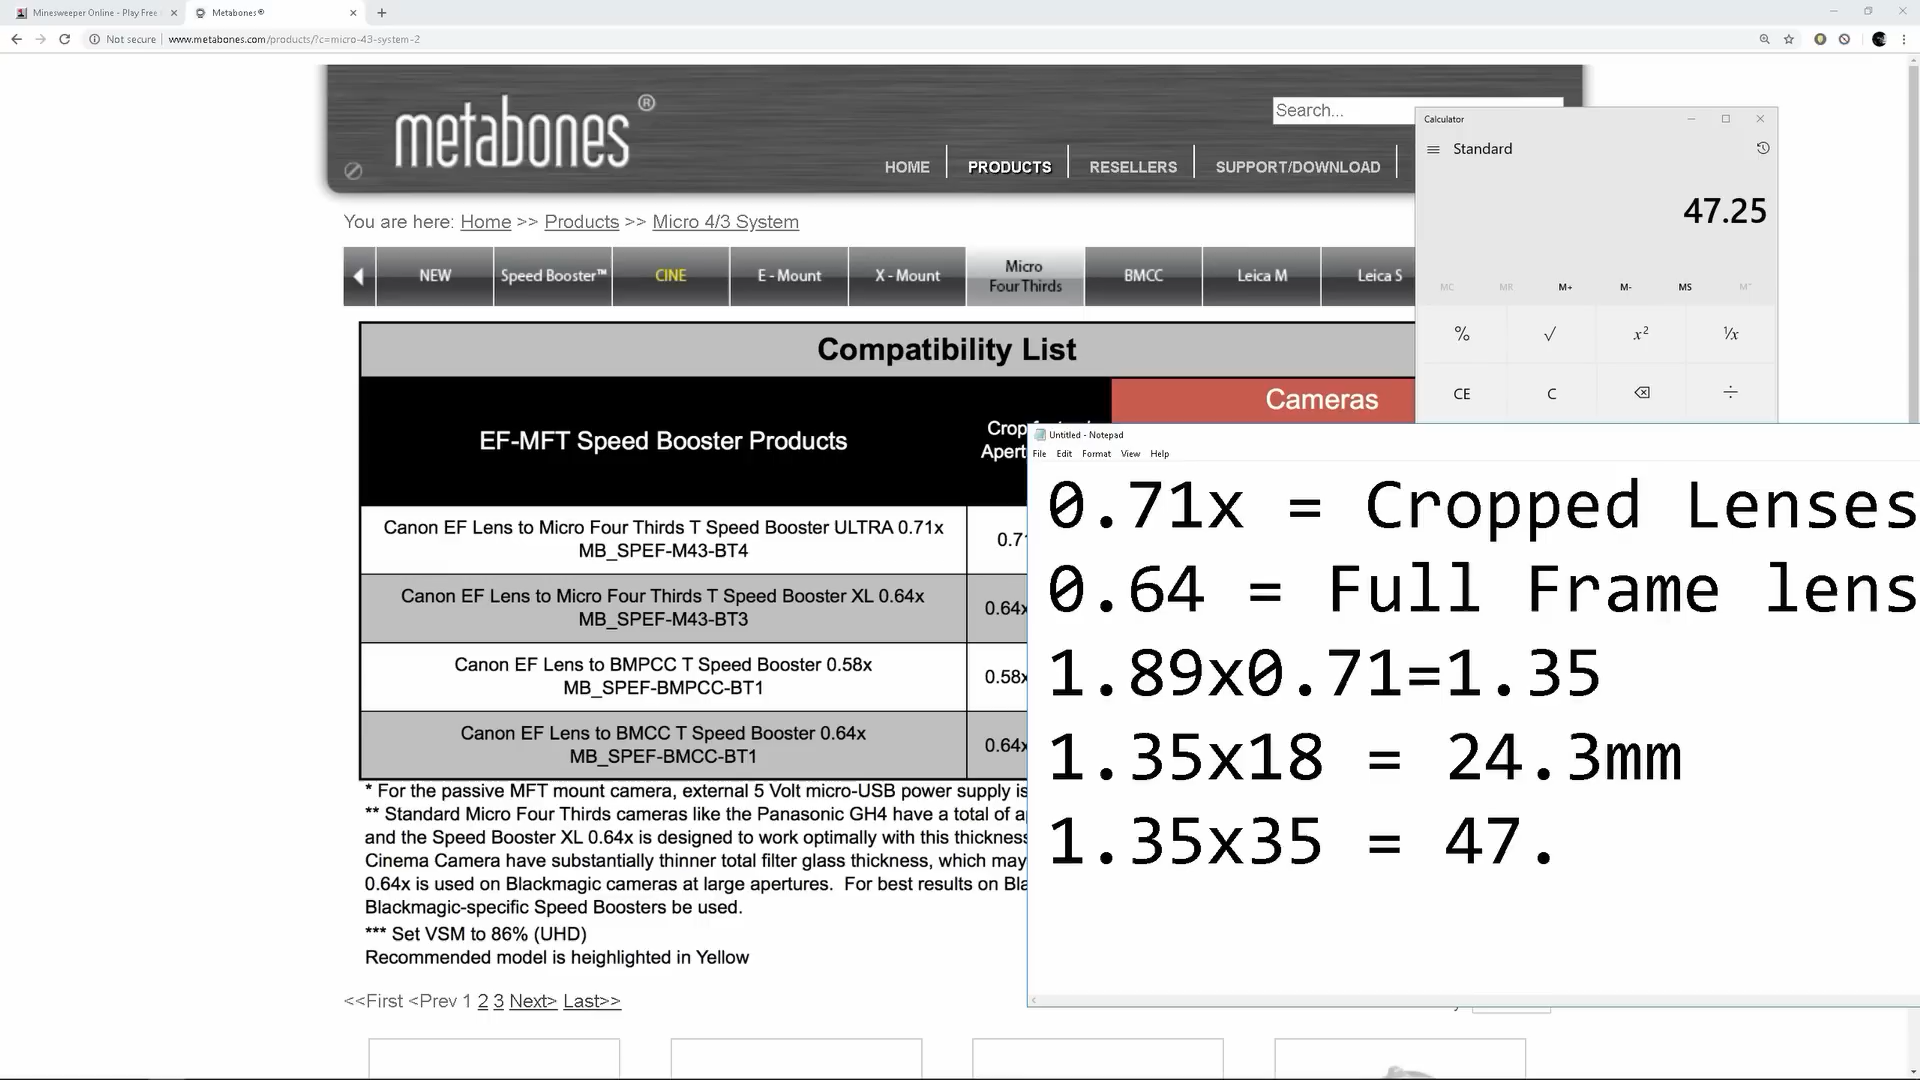 Minesweeper Online - Play Free
Metabones®
Not secure
www.metabones.com/products/?c=micro-43-system-2
metabones®
Search...
HOME
PRODUCTS
RESELLERS
SUPPORT/DOWNLOAD
You are here: Home >> Products >> Micro 4/3 System
NEW
Speed Booster™
CINE
E - Mount
X - Mount
Micro
Four Thirds
BMCC
Leica M
Leica S
Compatibility List
Cameras
EF-MFT Speed Booster Products
Crop
Apert
Canon EF Lens to Micro Four Thirds T Speed Booster ULTRA 0.71x
MB_SPEF-M43-BT4
0.71
Canon EF Lens to Micro Four Thirds T Speed Booster XL 0.64x
MB_SPEF-M43-BT3
0.64x
Canon EF Lens to BMPCC T Speed Booster 0.58x
MB_SPEF-BMPCC-BT1
0.58x
Canon EF Lens to BMCC T Speed Booster 0.64x
MB_SPEF-BMCC-BT1
0.64x
* For the passive MFT mount camera, external 5 Volt micro-USB power supply is
** Standard Micro Four Thirds cameras like the Panasonic GH4 have a total of a
and the Speed Booster XL 0.64x is designed to work optimally with this thickness
Cinema Camera have substantially thinner total filter glass thickness, which may
0.64x is used on Blackmagic cameras at large apertures. For best results on Bla
Blackmagic-specific Speed Boosters be used.
*** Set VSM to 86% (UHD)
Recommended model is heighlighted in Yellow
<<First <Prev 1 2 3 Next> Last>>
Calculator
Standard
47.25
MC MR M+ M- MS M˅
% √ x² ¹/x
CE C ⌫ ÷
Untitled - Notepad
File Edit Format View Help
0.71x = Cropped Lenses
0.64 = Full Frame lens
1.89x0.71=1.35
1.35x18 = 24.3mm
1.35x35 = 47.